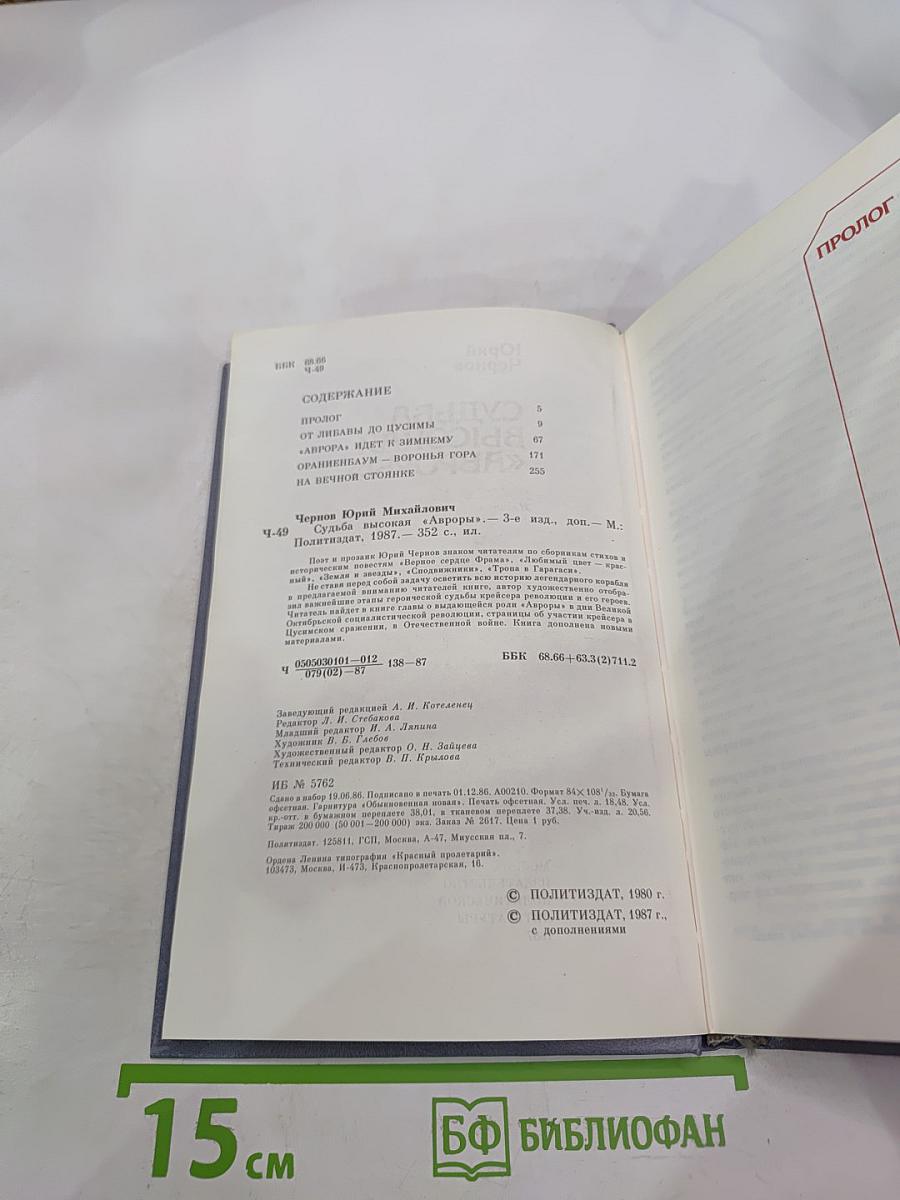 ББК 68.66
Ч-49
СОДЕРЖАНИЕ
ПРОЛОГ 5
ОТ ЛИБАВЫ ДО ЦУСИМЫ 9
«АВРОРА» ИДЕТ К ЗИМНЕМУ 67
ОРАНИЕНБАУМ — ВОРОНЬЯ ГОРА 171
НА ВЕЧНОЙ СТОЯНКЕ 255
Чернов Юрий Михайлович
Ч-49 Судьба высокая «Авроры».— 3-е изд., доп.— М.:
Политиздат, 1987.— 352 с., ил.
Поэт и прозаик Юрий Чернов знаком читателям по сборникам стихов и
историческим повестям «Верное сердце Фрама», «Любимый цвет — крас-
ный», «Земля и звезды», «Сподвижники», «Тропа в Гарагяси».
Не ставя перед собой задачу осветить всю историю легендарного корабля
в предлагаемой вниманию читателей книге, автор художественно отобра-
зил важнейшие этапы героической судьбы крейсера революции и его героев.
Читатель найдет в книге главы о выдающейся роли «Авроры» в дни Великой
Октябрьской социалистической революции, страницы об участии крейсера в
Цусимском сражении, в Отечественной войне. Книга дополнена новыми
материалами.
Ч 0505030101—012
079(02)—87 138—87 ББК 68.66+63.3(2)711.2
Заведующий редакцией А. И. Котеленец
Редактор Л. И. Стебакова
Младший редактор И. А. Ляпина
Художник В. Б. Глебов
Художественный редактор О. Н. Зайцева
Технический редактор В. П. Крылова
ИБ № 5762
Сдано в набор 19.06.86. Подписано в печать 01.12.86. А00210. Формат 84×108¹/₃₂. Бумага
офсетная. Гарнитура «Обыкновенная новая». Печать офсетная. Усл. печ. л. 18,48. Усл.
кр.-отт. в бумажном переплете 38,01, в тканевом переплете 37,38. Уч.-изд. л. 20,56.
Тираж 200 000 (50 001—200 000) экз. Заказ № 2617. Цена 1 руб.
Политиздат. 125811, ГСП, Москва, А-47, Миусская пл., 7.
Ордена Ленина типография «Красный пролетарий».
103473, Москва, И-473, Краснопролетарская, 16.
© ПОЛИТИЗДАТ, 1980 г.
© ПОЛИТИЗДАТ, 1987 г.,
с дополнениями
ПРОЛОГ
15 см
БФ БИБЛИОФАН